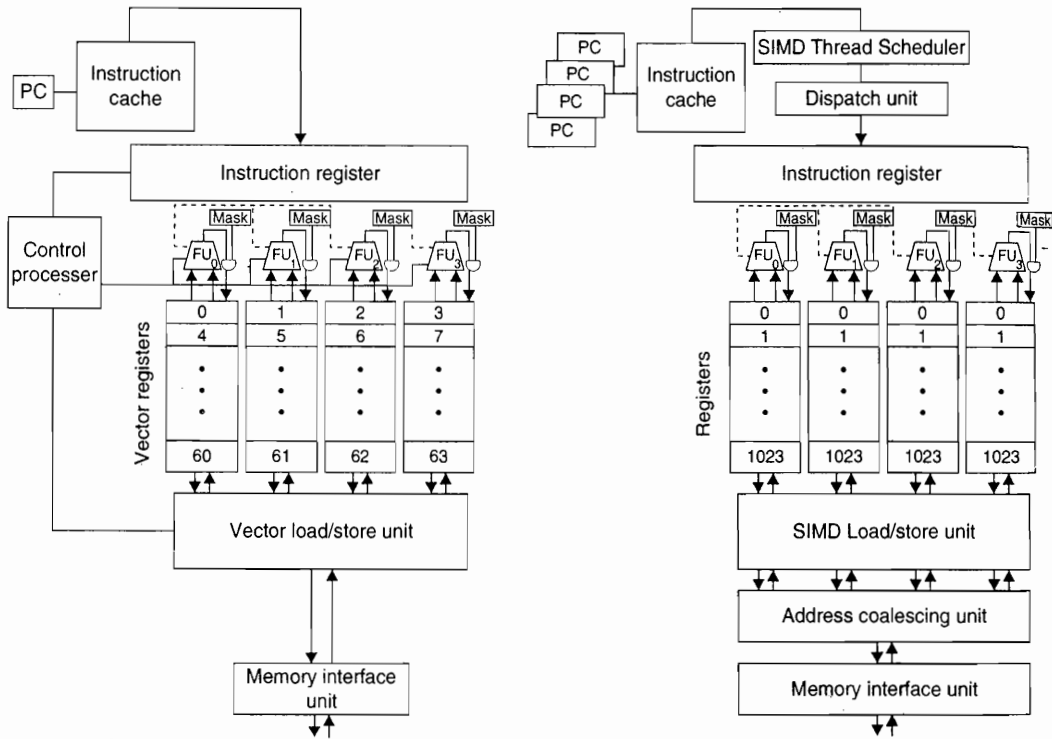 PC
Instruction
cache
Instruction register
Control
processer
Mask
Mask
Mask
Mask
FU0
FU1
FU2
FU3
Vector registers
0 1 2 3
4 5 6 7
60 61 62 63
Vector load/store unit
Memory interface
unit
PC
PC
PC
PC
Instruction
cache
SIMD Thread Scheduler
Dispatch unit
Instruction register
Mask
Mask
Mask
Mask
FU0
FU1
FU2
FU3
Registers
0 0 0 0
1 1 1 1
1023 1023 1023 1023
SIMD Load/store unit
Address coalescing unit
Memory interface unit